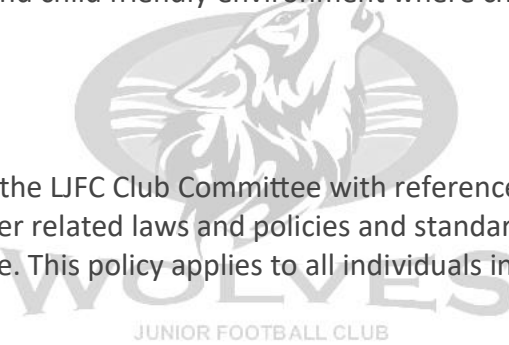 nd child friendly environment where ch
the LJFC Club Committee with reference
er related laws and policies and standar
e. This policy applies to all individuals in
WOLVES
JUNIOR FOOTBALL CLUB